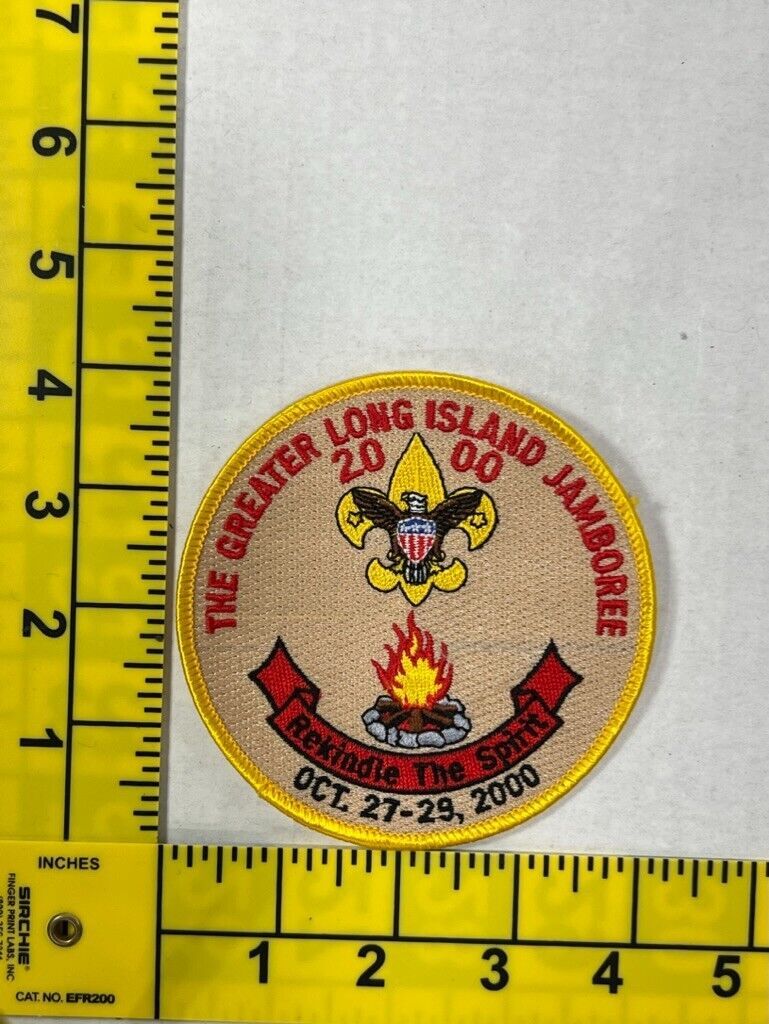 THE GREATER LONG ISLAND JAMBOREE
20 00
Rekindle The Spirit
OCT. 27-29, 2000
7
6
5
4
3
2
1
INCHES
SIRCHIE®
FINGER PRINT LABS, INC
CAT. NO. EFR200
1 2 3 4 5